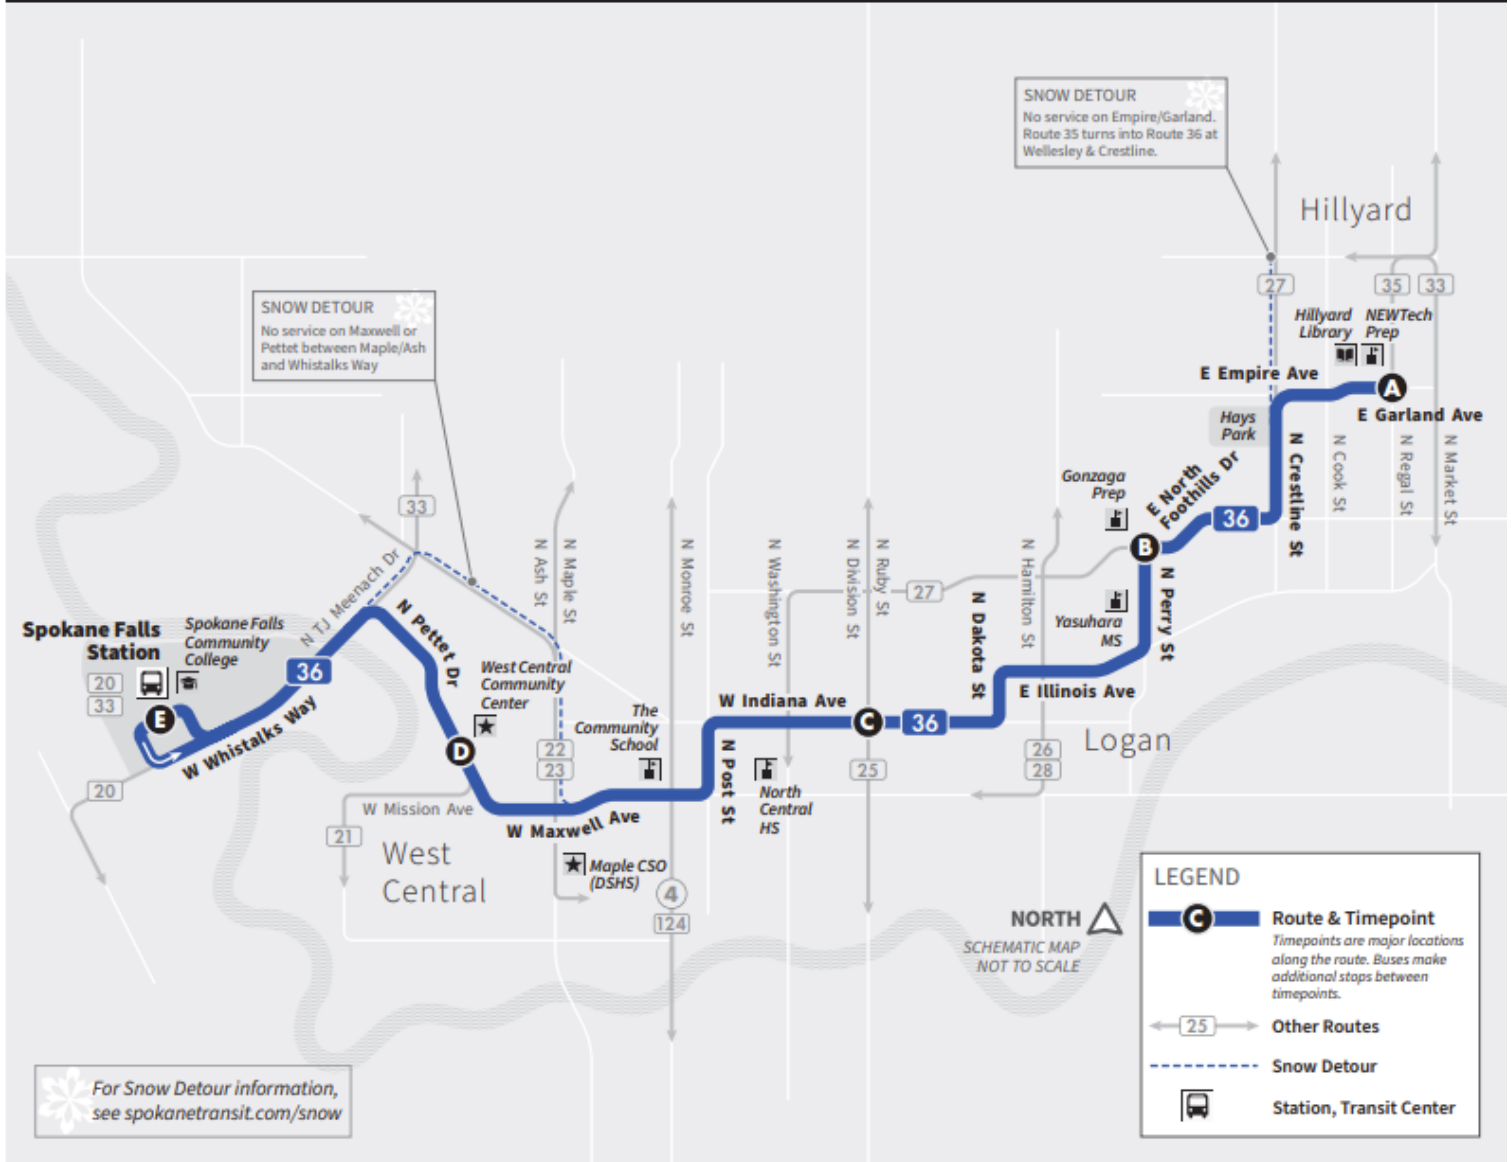 SNOW DETOUR
No service on Empire/Garland.
Route 35 turns into Route 36 at
Wellesley & Crestline.
Hillyard
27
35
33
Hillyard
Library
NEWTech
Prep
E Empire Ave
A
E Garland Ave
Hays
Park
N Crestline St
N Cook St
N Regal St
N Market St
SNOW DETOUR
No service on Maxwell or
Pettet between Maple/Ash
and Whistalks Way
Gonzaga
Prep
E North
Foothills Dr
36
B
33
N TJ Meenach Dr
N Ash St
N Maple St
N Monroe St
N Washington St
N Division St
N Ruby St
27
N Dakota St
N Hamilton St
Yasuhara
MS
N Perry St
Spokane Falls
Station
Spokane Falls
Community
College
20
33
E
36
N Pettet Dr
W Whistalks Way
West Central
Community
Center
D
The
Community
School
W Indiana Ave
C
36
E Illinois Ave
Logan
22
23
N Post St
25
26
28
North
Central
HS
20
W Mission Ave
21
W Maxwell Ave
West
Central
Maple CSO
(DSHS)
4
124
NORTH
SCHEMATIC MAP
NOT TO SCALE
LEGEND
C
Route & Timepoint
Timepoints are major locations
along the route. Buses make
additional stops between
timepoints.
25
Other Routes
Snow Detour
Station, Transit Center
For Snow Detour information,
see spokanetransit.com/snow